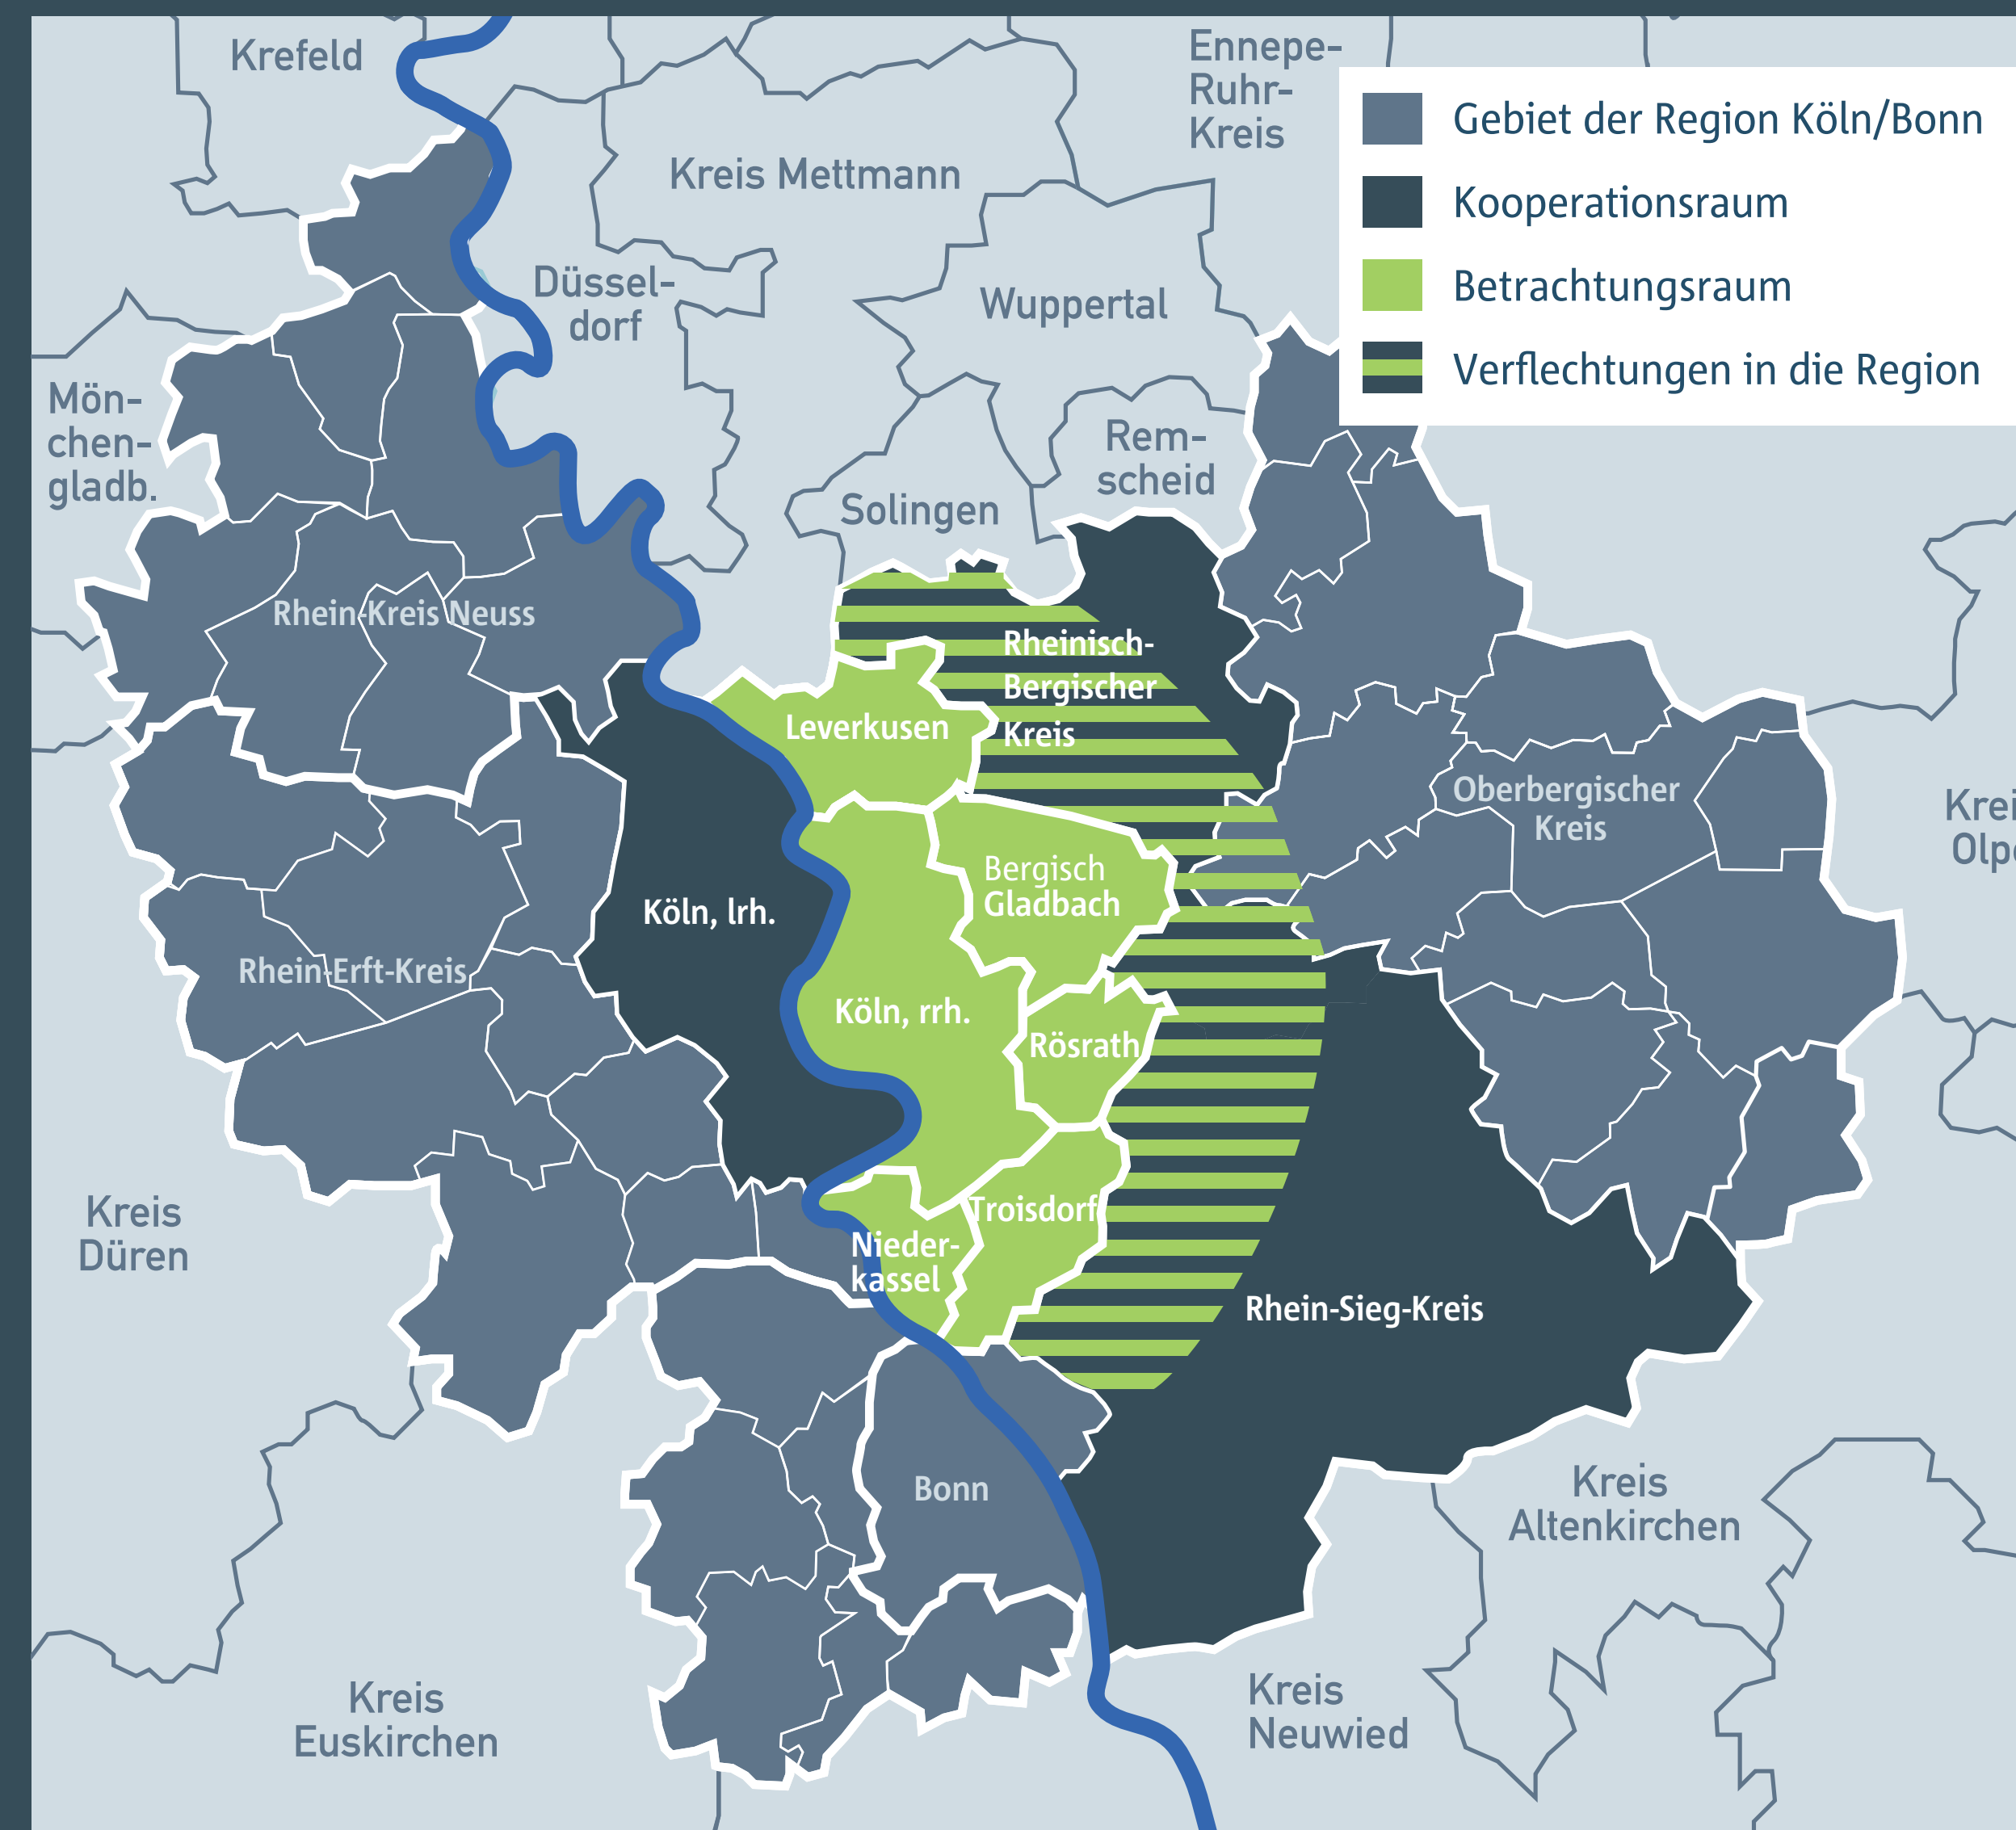 Krefeld
Ennepe-
Ruhr-
Kreis
Gebiet der Region Köln/Bonn
Kooperationsraum
Betrachtungsraum
Verflechtungen in die Region
Kreis Mettmann
Düssel-
dorf
Wuppertal
Mön-
chen-
gladb.
Rem-
scheid
Solingen
Rhein-Kreis Neuss
Rheinisch-
Bergischer
Kreis
Leverkusen
Oberbergischer
Kreis
Krei
Olpe
Bergisch
Gladbach
Köln, lrh.
Rhein-Erft-Kreis
Köln, rrh.
Rösrath
Kreis
Düren
Troisdorf
Nieder-
kassel
Rhein-Sieg-Kreis
Bonn
Kreis
Altenkirchen
Kreis
Euskirchen
Kreis
Neuwied